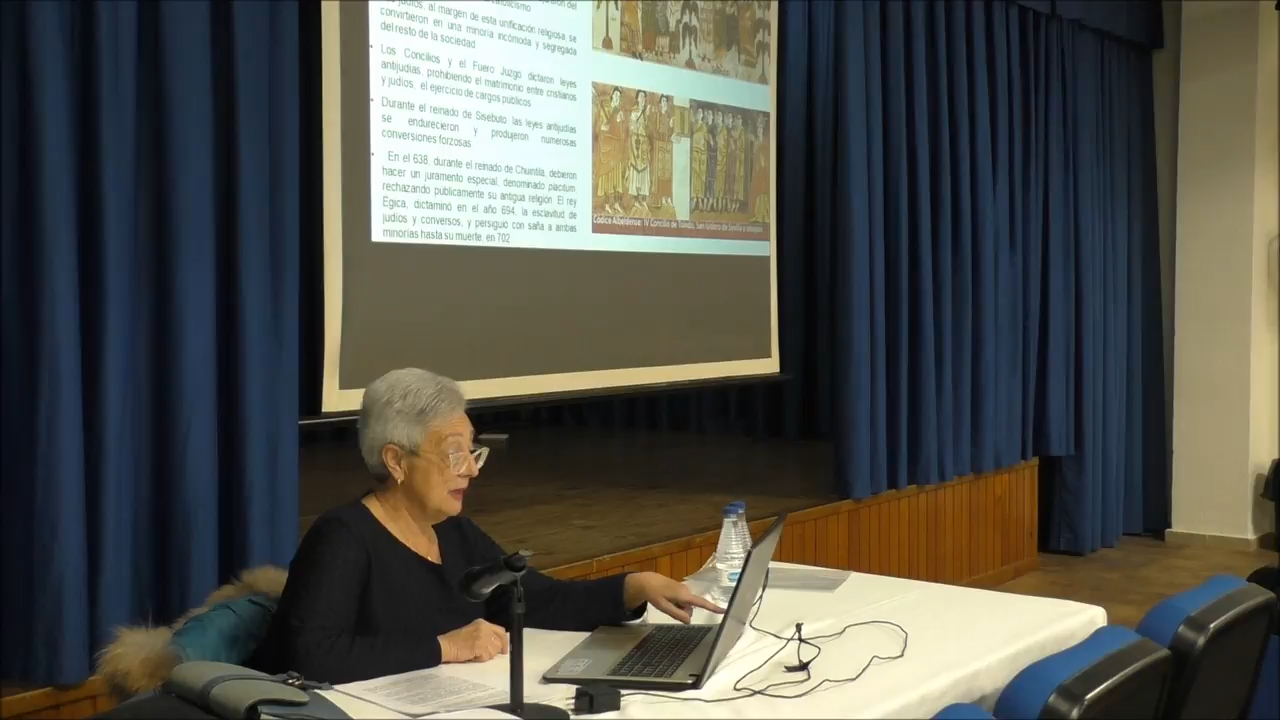 judíos, al margen de esta unificación religiosa, se
convirtieron en una minoría incómoda y segregada
del resto de la sociedad
Los Concilios y el Fuero Juzgo dictaron leyes
antijudías, prohibiendo el matrimonio entre cristianos
y judíos, el ejercicio de cargos públicos
Durante el reinado de Sisebuto, las leyes antijudías
se endurecieron y produjeron numerosas
conversiones forzosas
En el 638, durante el reinado de Chuintila, debieron
hacer un juramento especial, denominado placitum,
rechazando públicamente su antigua religión. El rey
Egica, dictaminó en el año 694, la esclavitud de
judíos y conversos, y persiguió con saña a ambas
minorías hasta su muerte, en 702
Códice Albeldense: IV Concilio de Toledo, San Isidoro de Sevilla y obispos